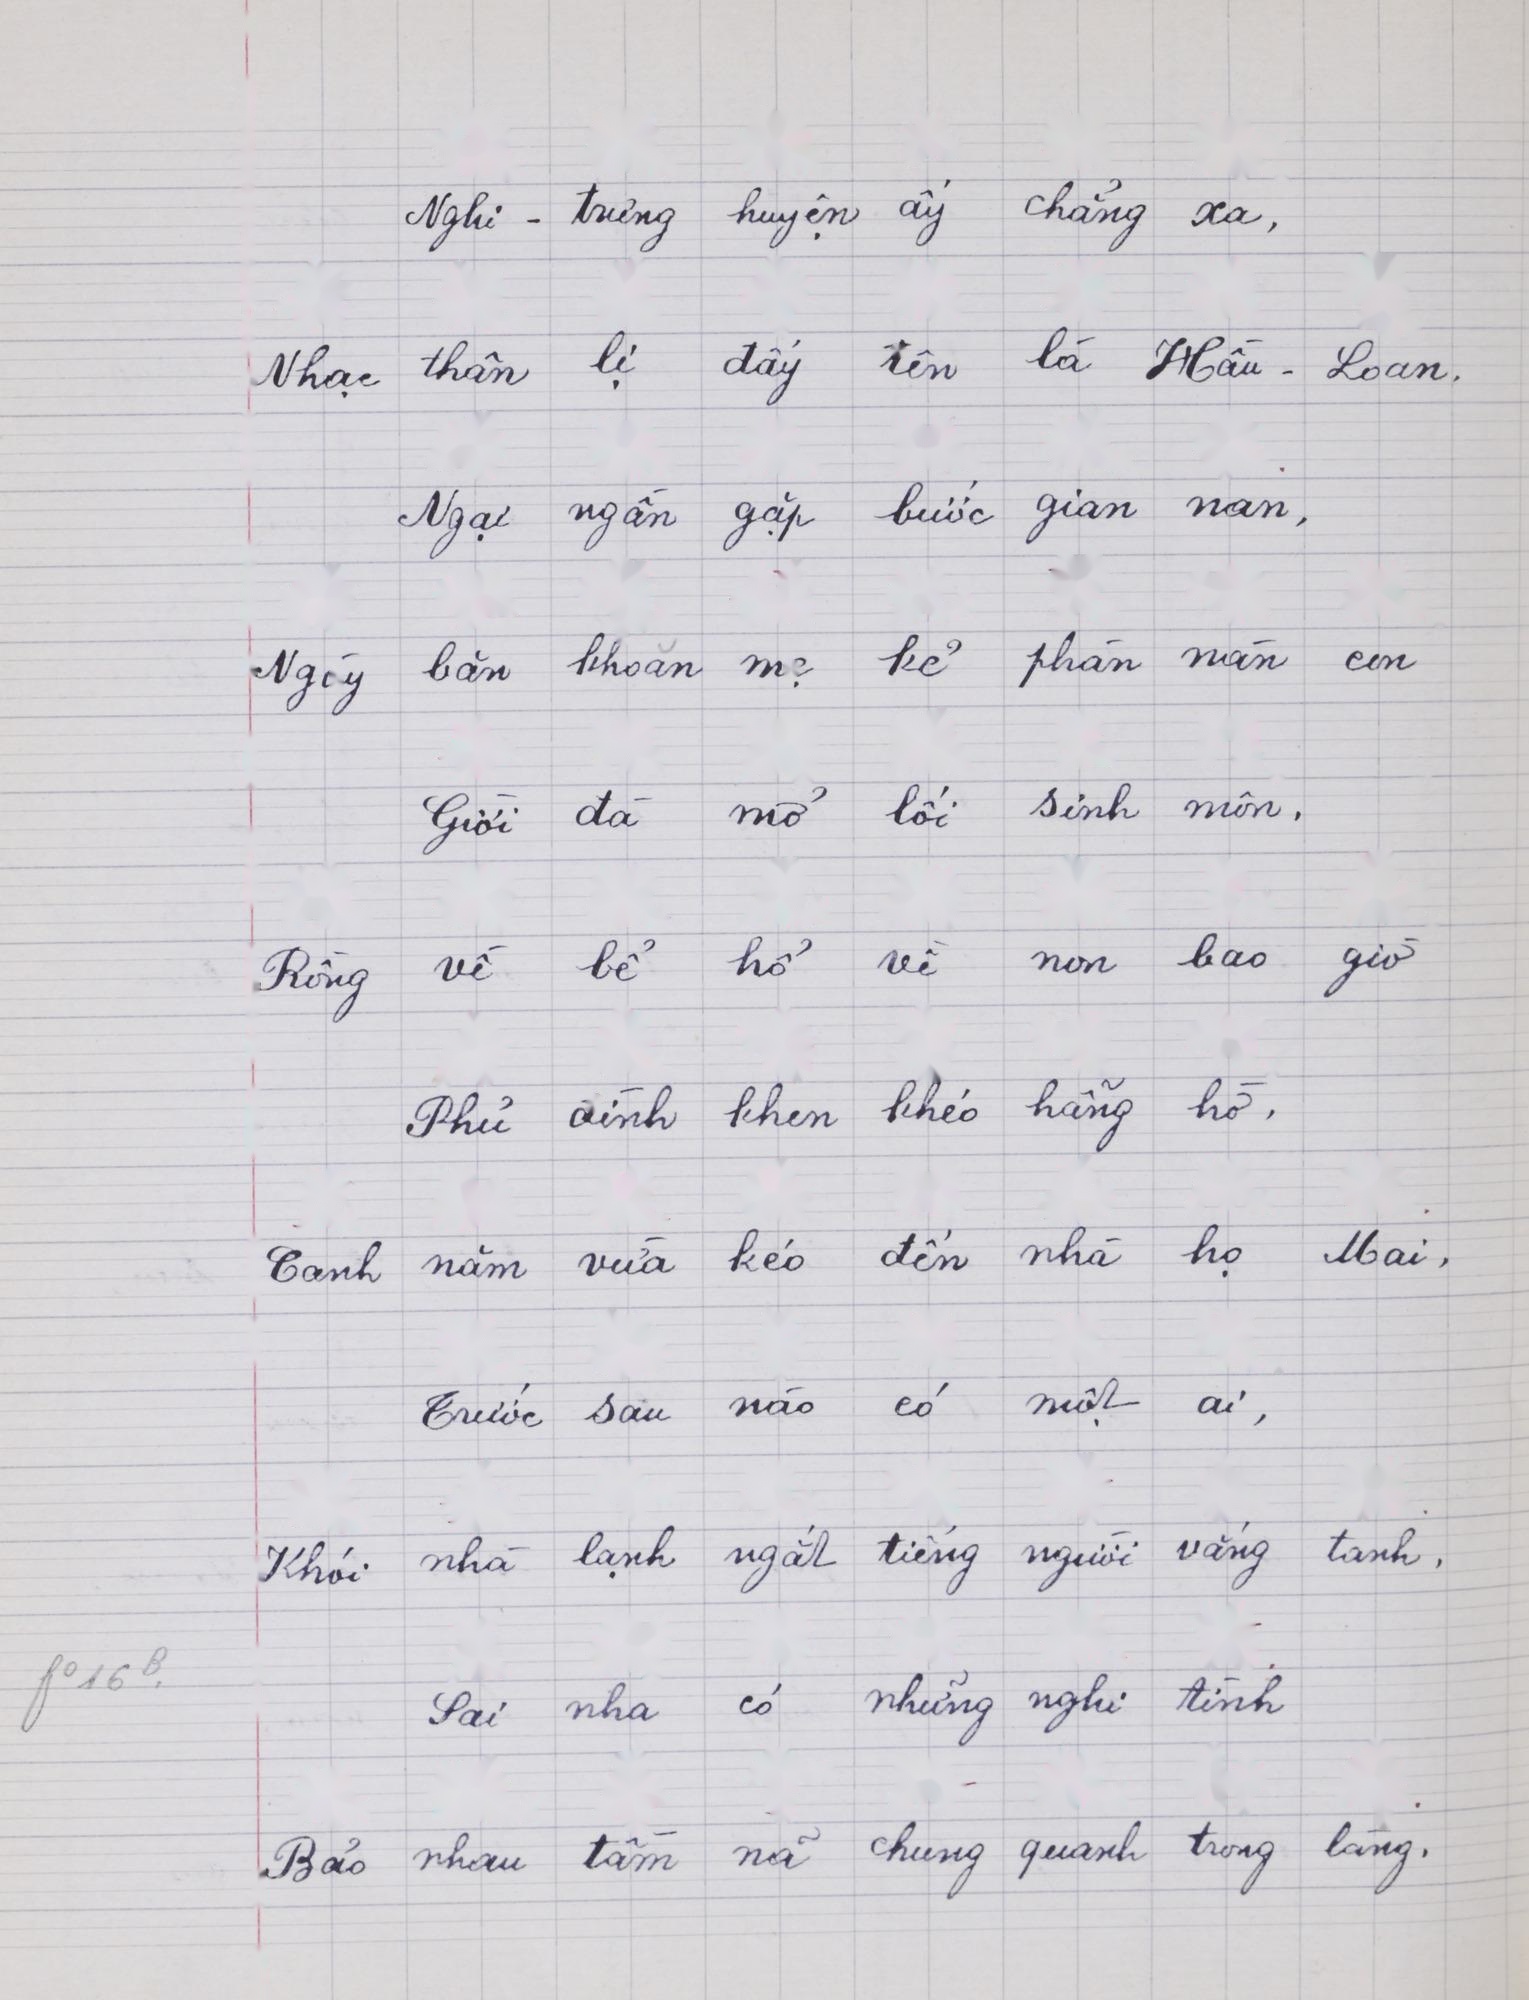 Nghi - trưng huyện ấy chẳng xa,
Nhạc thân lị đấy tên là Hầu - Loan.
Ngại ngần gặp bước gian nan,
Ngày băn khoăn mẹ kẻ phàn nàn con
Giời đà mở lối sinh môn,
Rồng về bể hổ về non bao giờ
Phủ đình khen khéo hẵng hờ,
Canh năm vừa kéo đến nhà họ Mai,
Trước sau nào có một ai,
Khói nhà lạnh ngắt tiếng người vắng tanh,
fº 16 B.
Sai nha có những nghi tình
Bảo nhau tầm nã chung quanh trong làng,